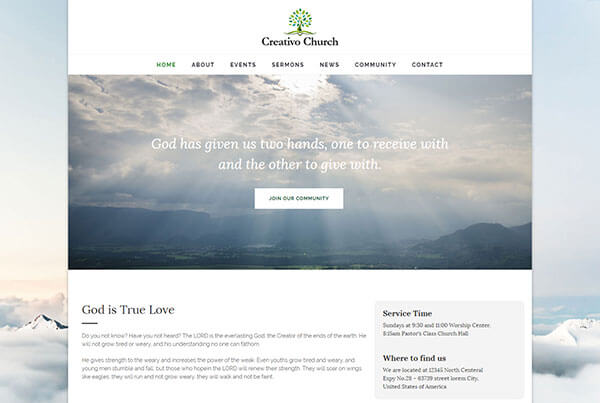 Creativo Church
HOME ABOUT EVENTS SERMONS NEWS COMMUNITY CONTACT
God has given us two hands, one to receive with
and the other to give with.
JOIN OUR COMMUNITY
God is True Love
Do you not know? Have you not heard? The LORD is the everlasting God, the Creator of the ends of the earth. He
will not grow tired or weary, and his understanding no one can fathom.
He gives strength to the weary and increases the power of the weak. Even youths grow tired and weary, and
young men stumble and fall; but those who hopein the LORD will renew their strength. They will soar on wings
like eagles; they will run and not grow weary, they will walk and not be faint.
Service Time
Sundays at 9:30 and 11:00 Worship Center,
8:15am Pastor's Class Church Hall
Where to find us
We are located at 12345 North Centeral
Expy No.28 – 63739 street lorem City,
United States of America